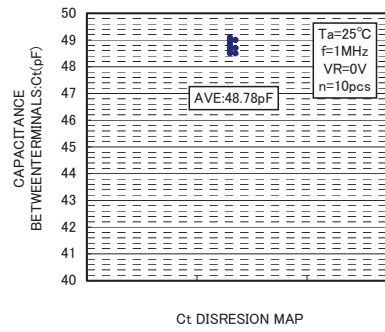 50
49
48
47
46
45
44
43
42
41
40
CAPACITANCE
BETWEENTERMINALS:Ct(pF)
Ta=25℃
f=1MHz
VR=0V
n=10pcs
AVE:48.78pF
Ct DISRESION MAP